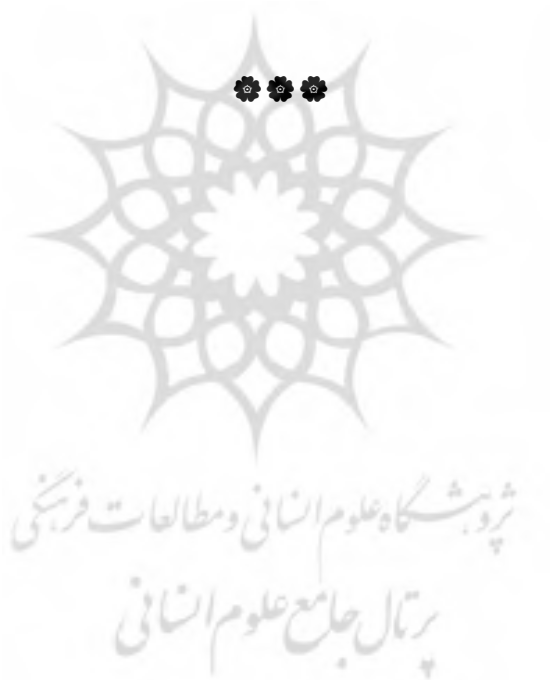 پژوهشگاه علوم انسانی و مطالعات فرهنگی
پرتال جامع علوم انسانی